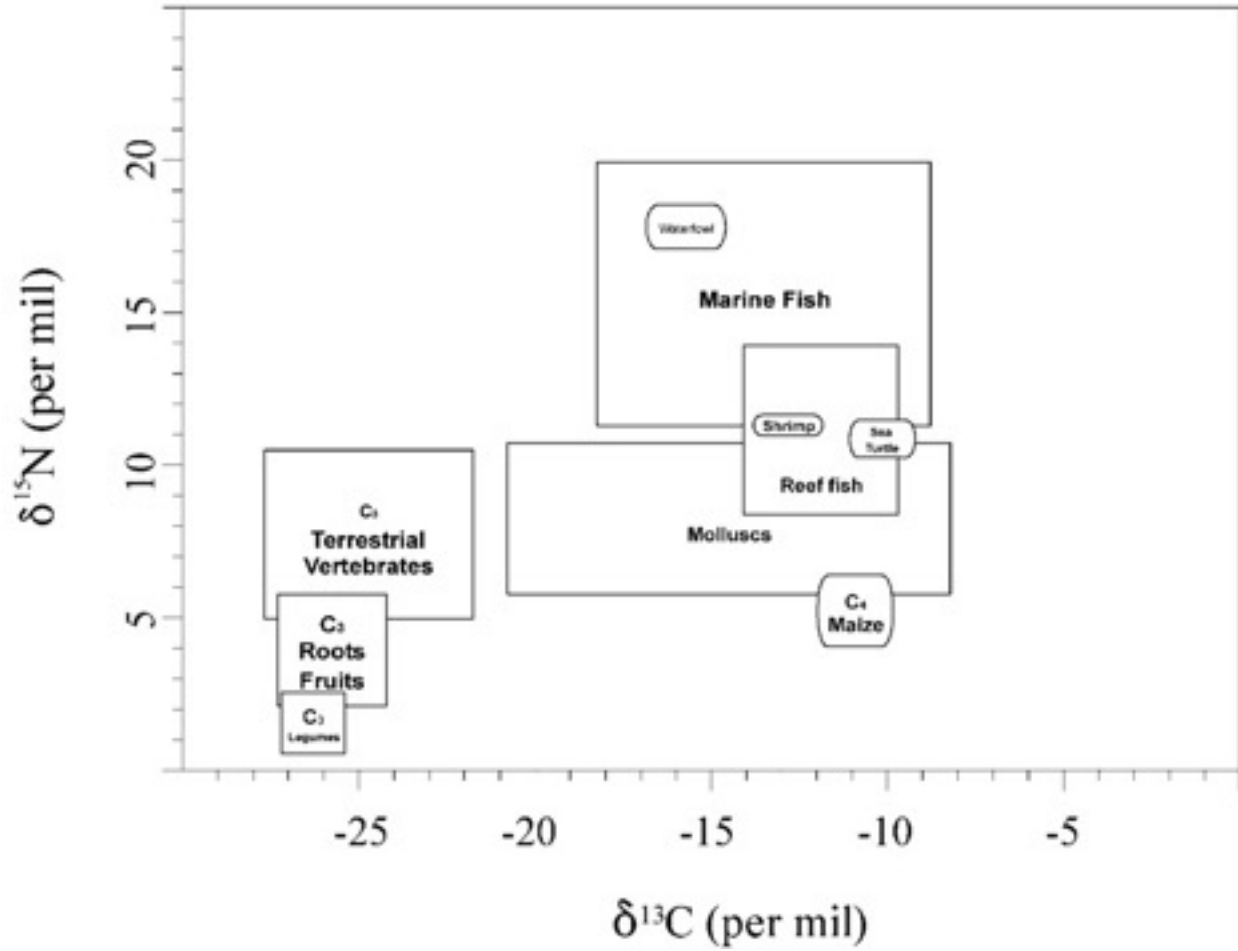 20
15
10
5
δ¹⁵N (per mil)
Waterfowl
Marine Fish
Shrimp
Sea
Turtle
Reef fish
Molluscs
C₄
Maize
C₃
Terrestrial
Vertebrates
C₃
Roots
Fruits
C₃
Legumes
-25 -20 -15 -10 -5
δ¹³C (per mil)